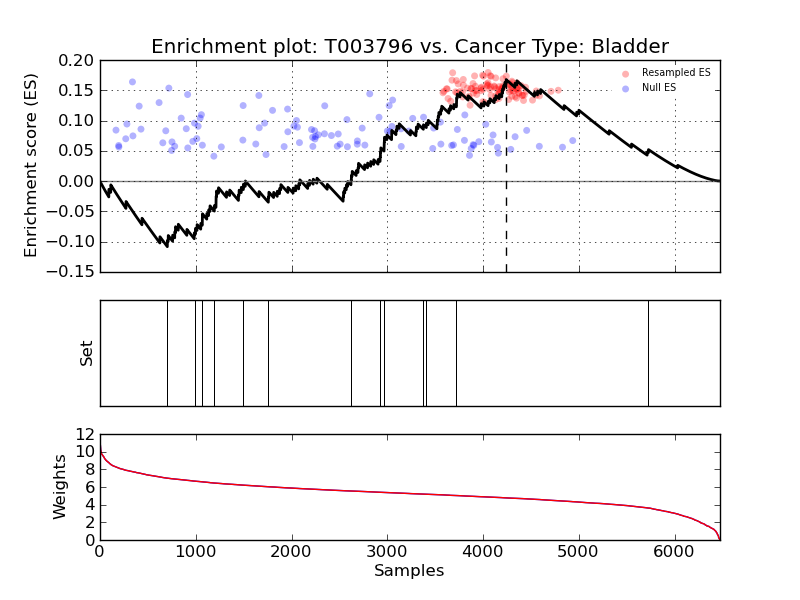 Enrichment plot: T003796 vs. Cancer Type: Bladder
Enrichment score (ES)
0.20
0.15
0.10
0.05
0.00
−0.05
−0.10
−0.15
Resampled ES
Null ES
Set
Weights
12
10
8
6
4
2
0
0 1000 2000 3000 4000 5000 6000
Samples